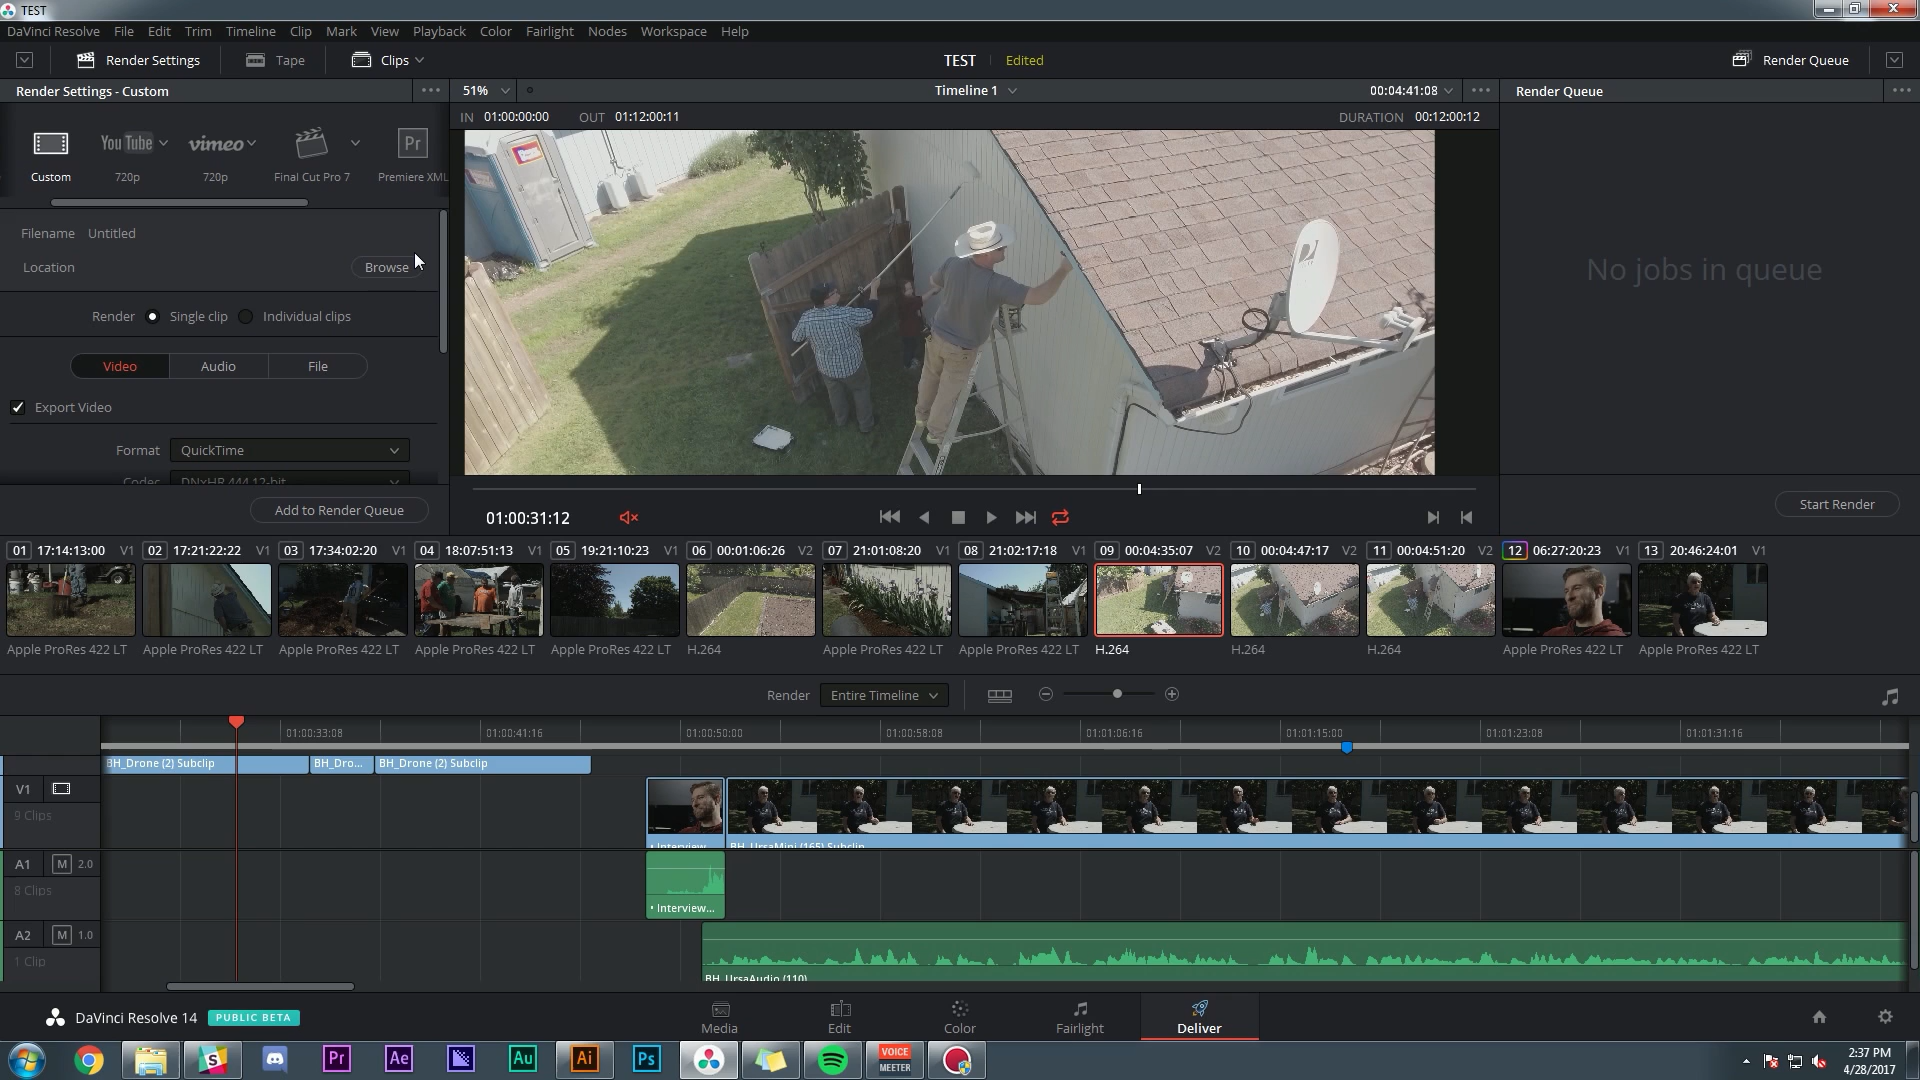 TEST
DaVinci Resolve File Edit Trim Timeline Clip Mark View Playback Color Fairlight Nodes Workspace Help
Render Settings Tape Clips TEST Edited Render Queue
Render Settings - Custom ••• 51% Timeline 1 00:04:41:08 ••• Render Queue •••
IN 01:00:00:00 OUT 01:12:00:11 DURATION 00:12:00:12
YouTube vimeo Pr
Custom 720p 720p Final Cut Pro 7 Premiere XML
Filename Untitled
Location Browse
No jobs in queue
Render Single clip Individual clips
Video Audio File
Export Video
Format QuickTime
Codec DNxHR 444 12-bit
Add to Render Queue
01:00:31:12
Start Render
01 17:14:13:00 V1 02 17:21:22:22 V1 03 17:34:02:20 V1 04 18:07:51:13 V1 05 19:21:10:23 V1 06 00:01:06:26 V2 07 21:01:08:20 V1 08 21:02:17:18 V1 09 00:04:35:07 V2 10 00:04:47:17 V2 11 00:04:51:20 V2 12 06:27:20:23 V1 13 20:46:24:01 V1
Apple ProRes 422 LT Apple ProRes 422 LT Apple ProRes 422 LT Apple ProRes 422 LT Apple ProRes 422 LT H.264 Apple ProRes 422 LT Apple ProRes 422 LT H.264 H.264 H.264 Apple ProRes 422 LT Apple ProRes 422 LT
Render Entire Timeline
01:00:33:08 01:00:41:16 01:00:50:00 01:00:58:08 01:01:06:16 01:01:15:00 01:01:23:08 01:01:31:16
BH_Drone (2) Subclip BH_Dro... BH_Drone (2) Subclip
V1
9 Clips
• Interview... BH_UrsaMini (165) Subclip
A1 M 2.0
8 Clips
• Interview...
A2 M 1.0
1 Clip
BH_UrsaAudio (110)
DaVinci Resolve 14 PUBLIC BETA
Media Edit Color Fairlight Deliver
Pr Ae Au Ai Ps VOICE MEETER
2:37 PM
4/28/2017